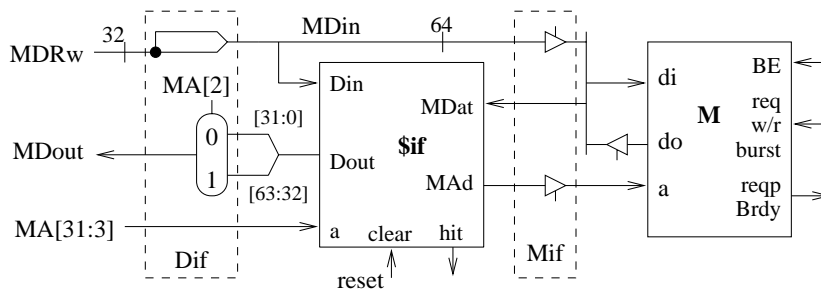 MDRw
32
MDin
64
MA[2]
0
1
[31:0]
[63:32]
MDout
MA[31:3]
Dif
Din
MDat
Dout
$if
MAd
a
clear
hit
reset
Mif
di
BE
M
req
w/r
do
burst
a
reqp
Brdy